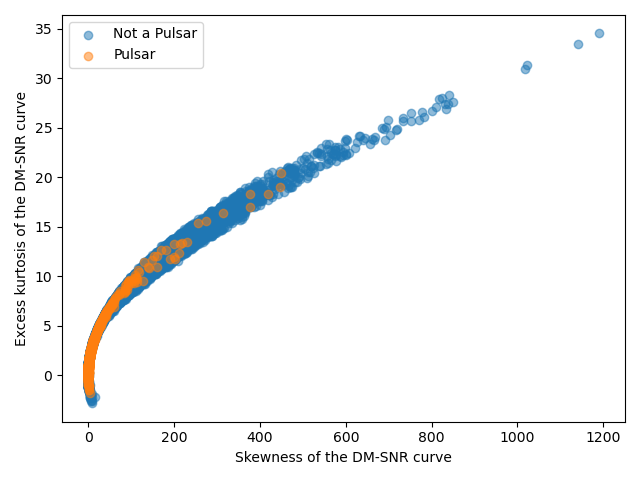 Not a Pulsar
Pulsar
Excess kurtosis of the DM-SNR curve
35
30
25
20
15
10
5
0
0 200 400 600 800 1000 1200
Skewness of the DM-SNR curve